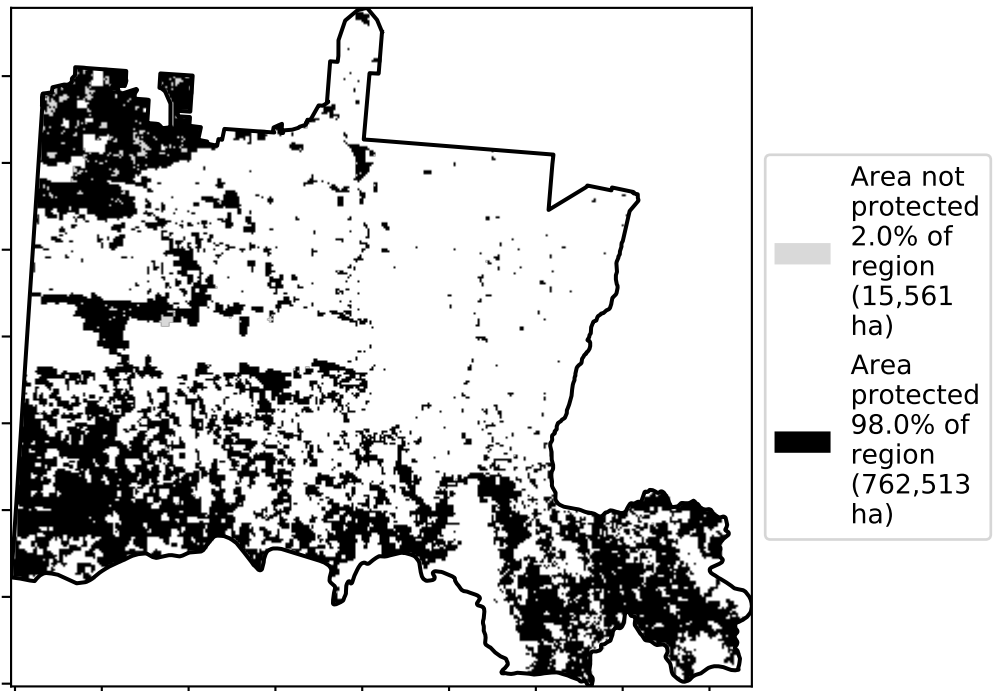 Area not
protected
2.0% of
region
(15,561
ha)
Area
protected
98.0% of
region
(762,513
ha)